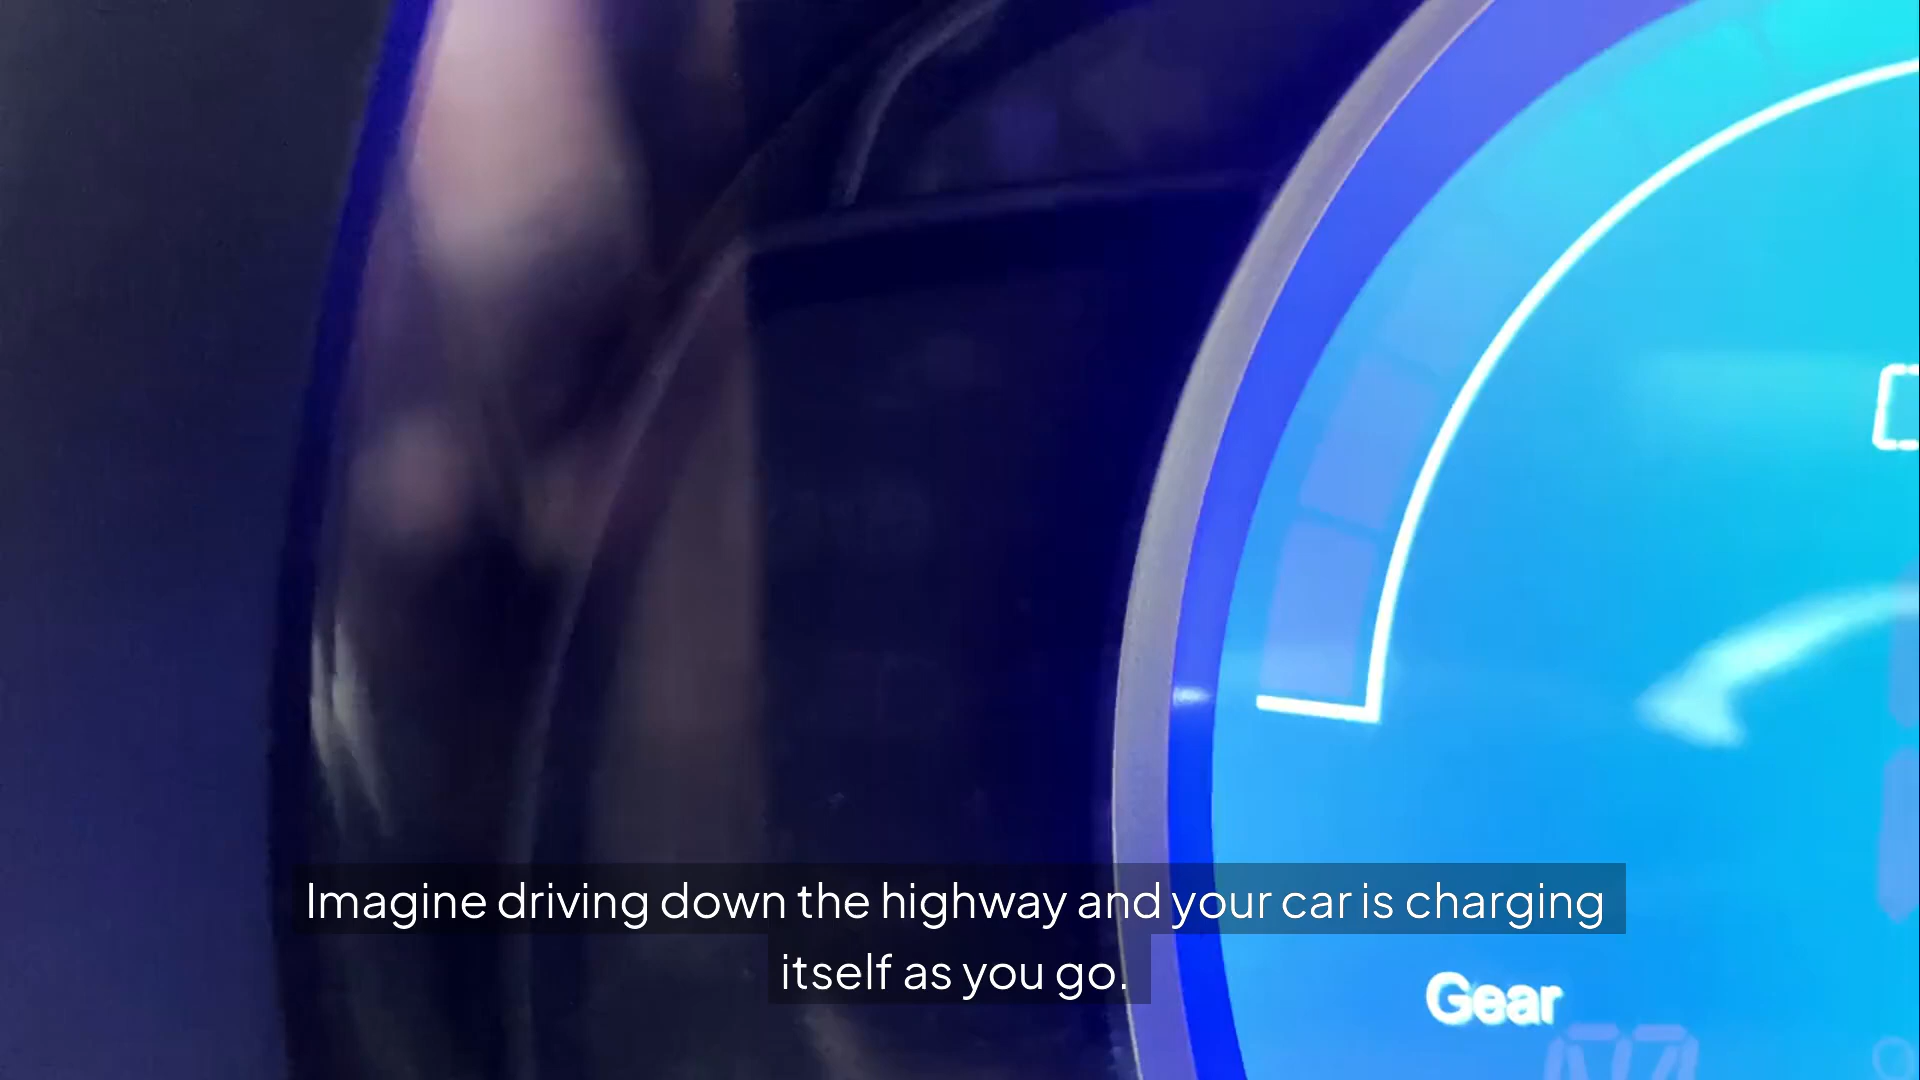 Imagine driving down the highway and your car is charging
itself as you go.
Gear